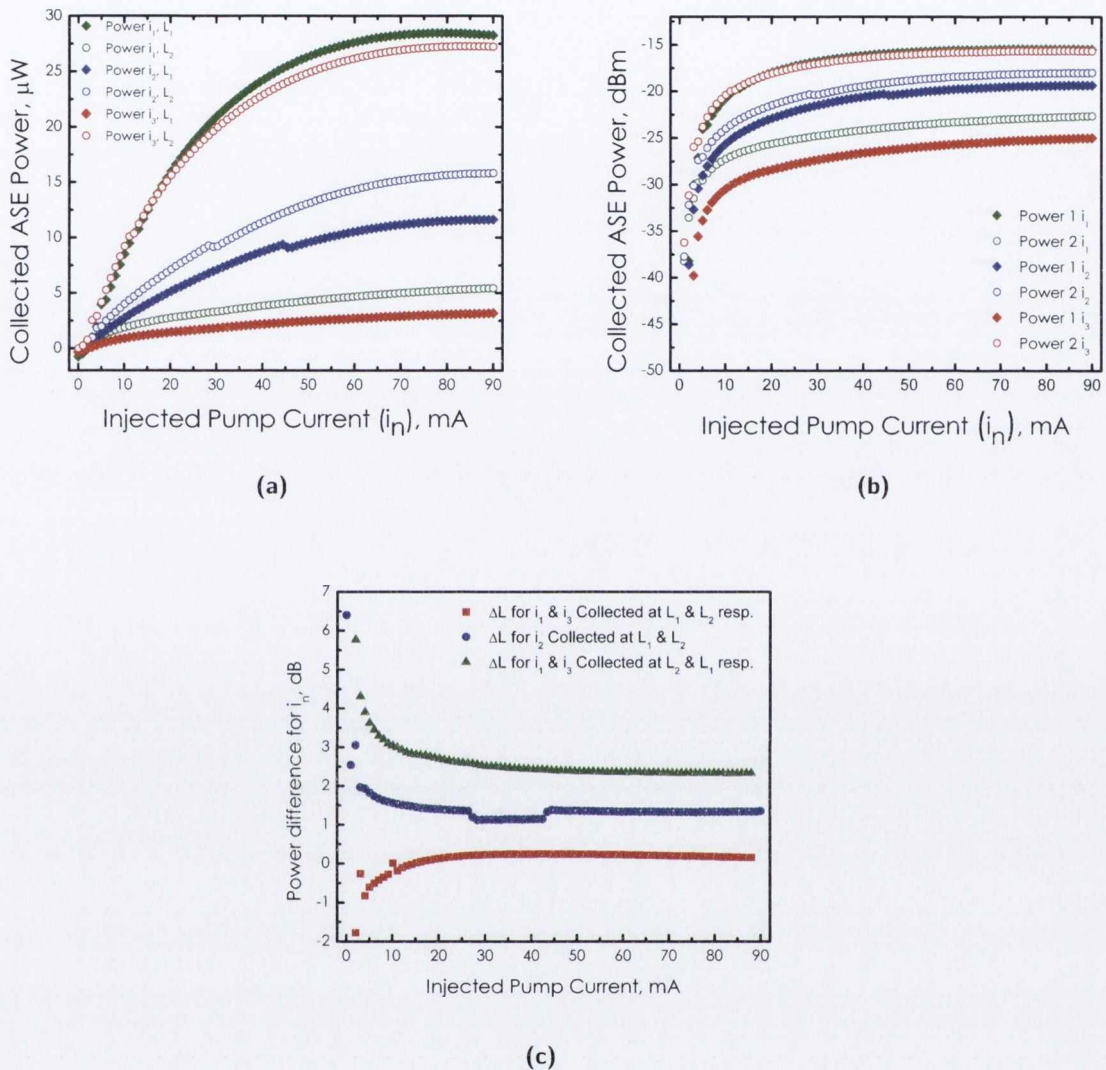 Collected ASE Power, µW
30
25
20
15
10
5
0
Power i₁, L₁
Power i₁, L₂
Power i₂, L₁
Power i₂, L₂
Power i₃, L₁
Power i₃, L₂
0 10 20 30 40 50 60 70 80 90
Injected Pump Current (iₙ), mA
(a)
Collected ASE Power, dBm
-15
-20
-25
-30
-35
-40
-45
-50
Power 1 i₁
Power 2 i₁
Power 1 i₂
Power 2 i₂
Power 1 i₃
Power 2 i₃
0 10 20 30 40 50 60 70 80 90
Injected Pump Current (iₙ), mA
(b)
Power difference for iₙ, dB
7
6
5
4
3
2
1
0
-1
-2
ΔL for i₁ & i₃ Collected at L₁ & L₂ resp.
ΔL for i₂ Collected at L₁ & L₂
ΔL for i₁ & i₃ Collected at L₂ & L₁ resp.
0 10 20 30 40 50 60 70 80 90
Injected Pump Current, mA
(c)